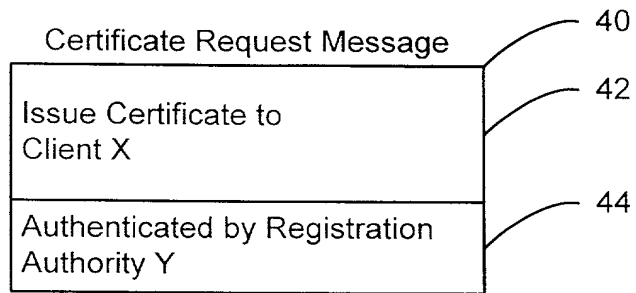 40
Certificate Request Message
42
Issue Certificate to
Client X
44
Authenticated by Registration
Authority Y